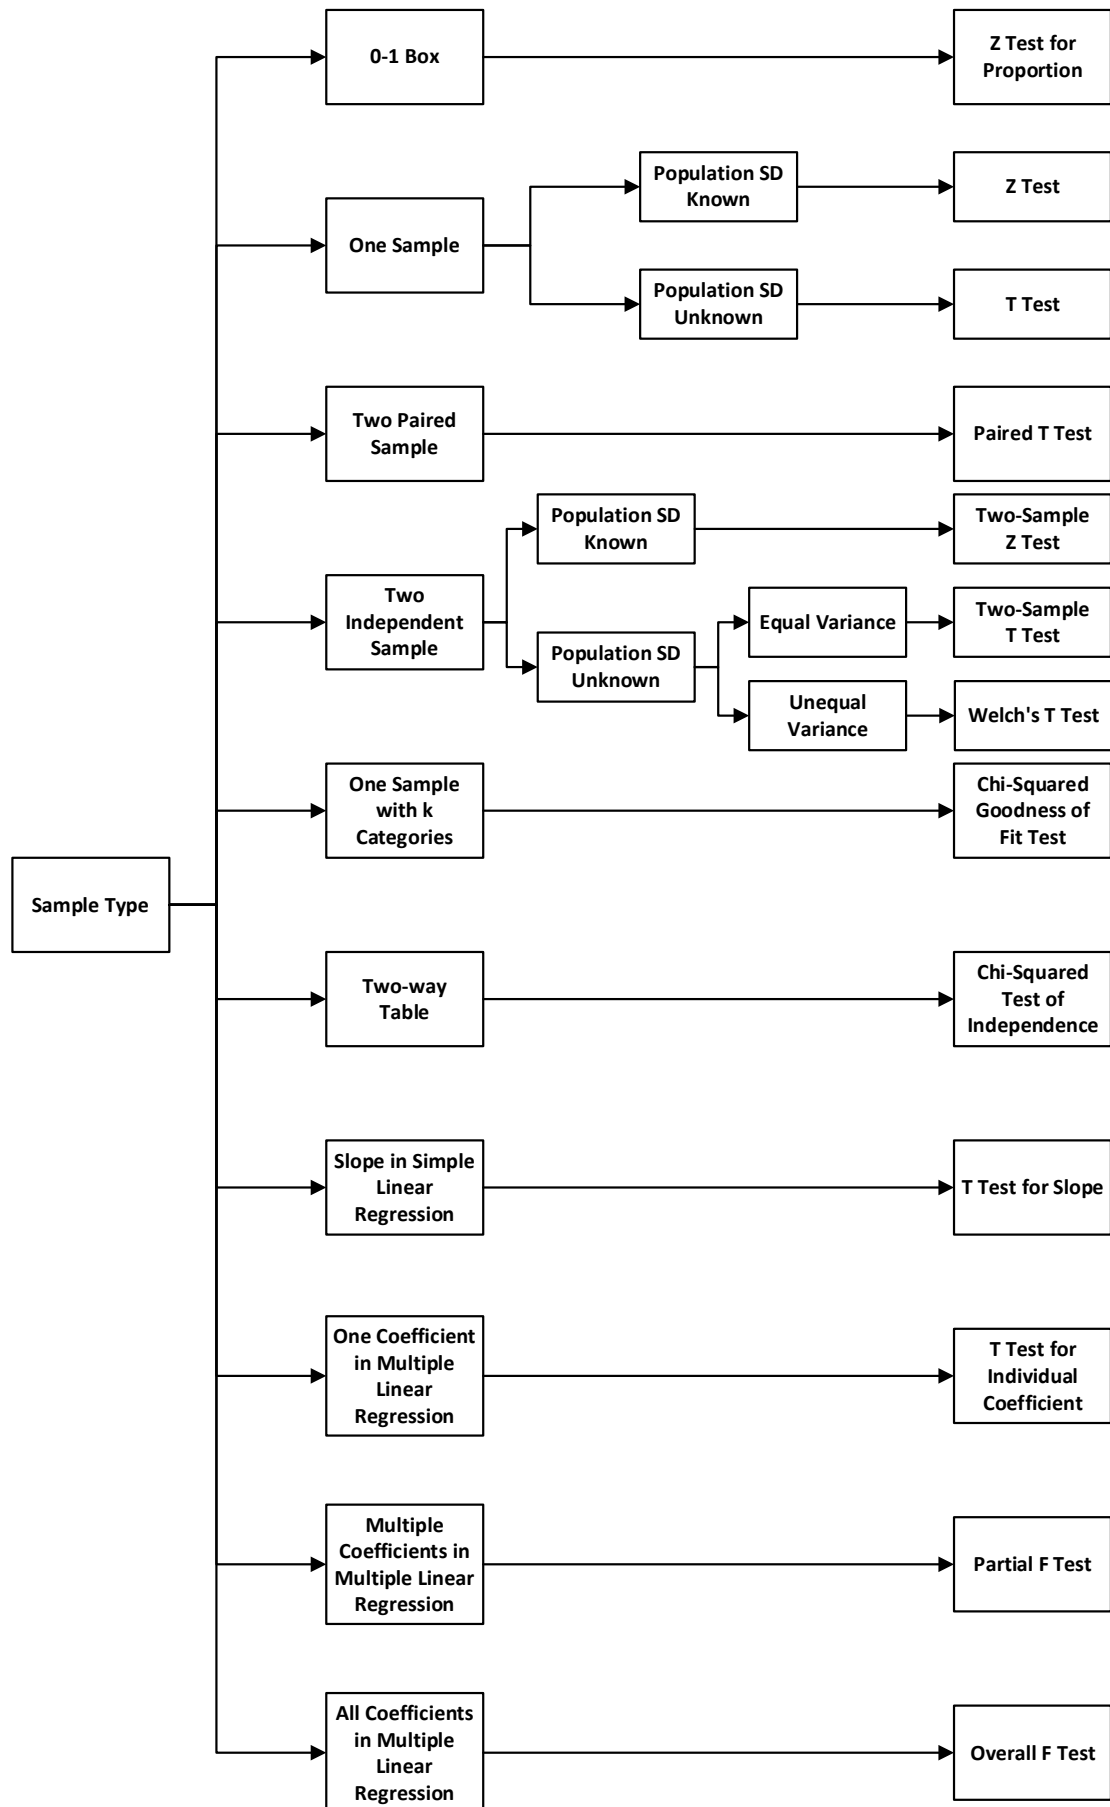 0-1 Box
Z Test for
Proportion
Population SD
Known
Z Test
One Sample
Population SD
Unknown
T Test
Two Paired
Sample
Paired T Test
Population SD
Known
Two-Sample
Z Test
Two
Independent
Sample
Equal Variance
Two-Sample
T Test
Population SD
Unknown
Unequal
Variance
Welch's T Test
One Sample
with k
Categories
Chi-Squared
Goodness of
Fit Test
Sample Type
Two-way
Table
Chi-Squared
Test of
Independence
Slope in Simple
Linear
Regression
T Test for Slope
One Coefficient
in Multiple
Linear
Regression
T Test for
Individual
Coefficient
Multiple
Coefficients in
Multiple Linear
Regression
Partial F Test
All Coefficients
in Multiple
Linear
Regression
Overall F Test